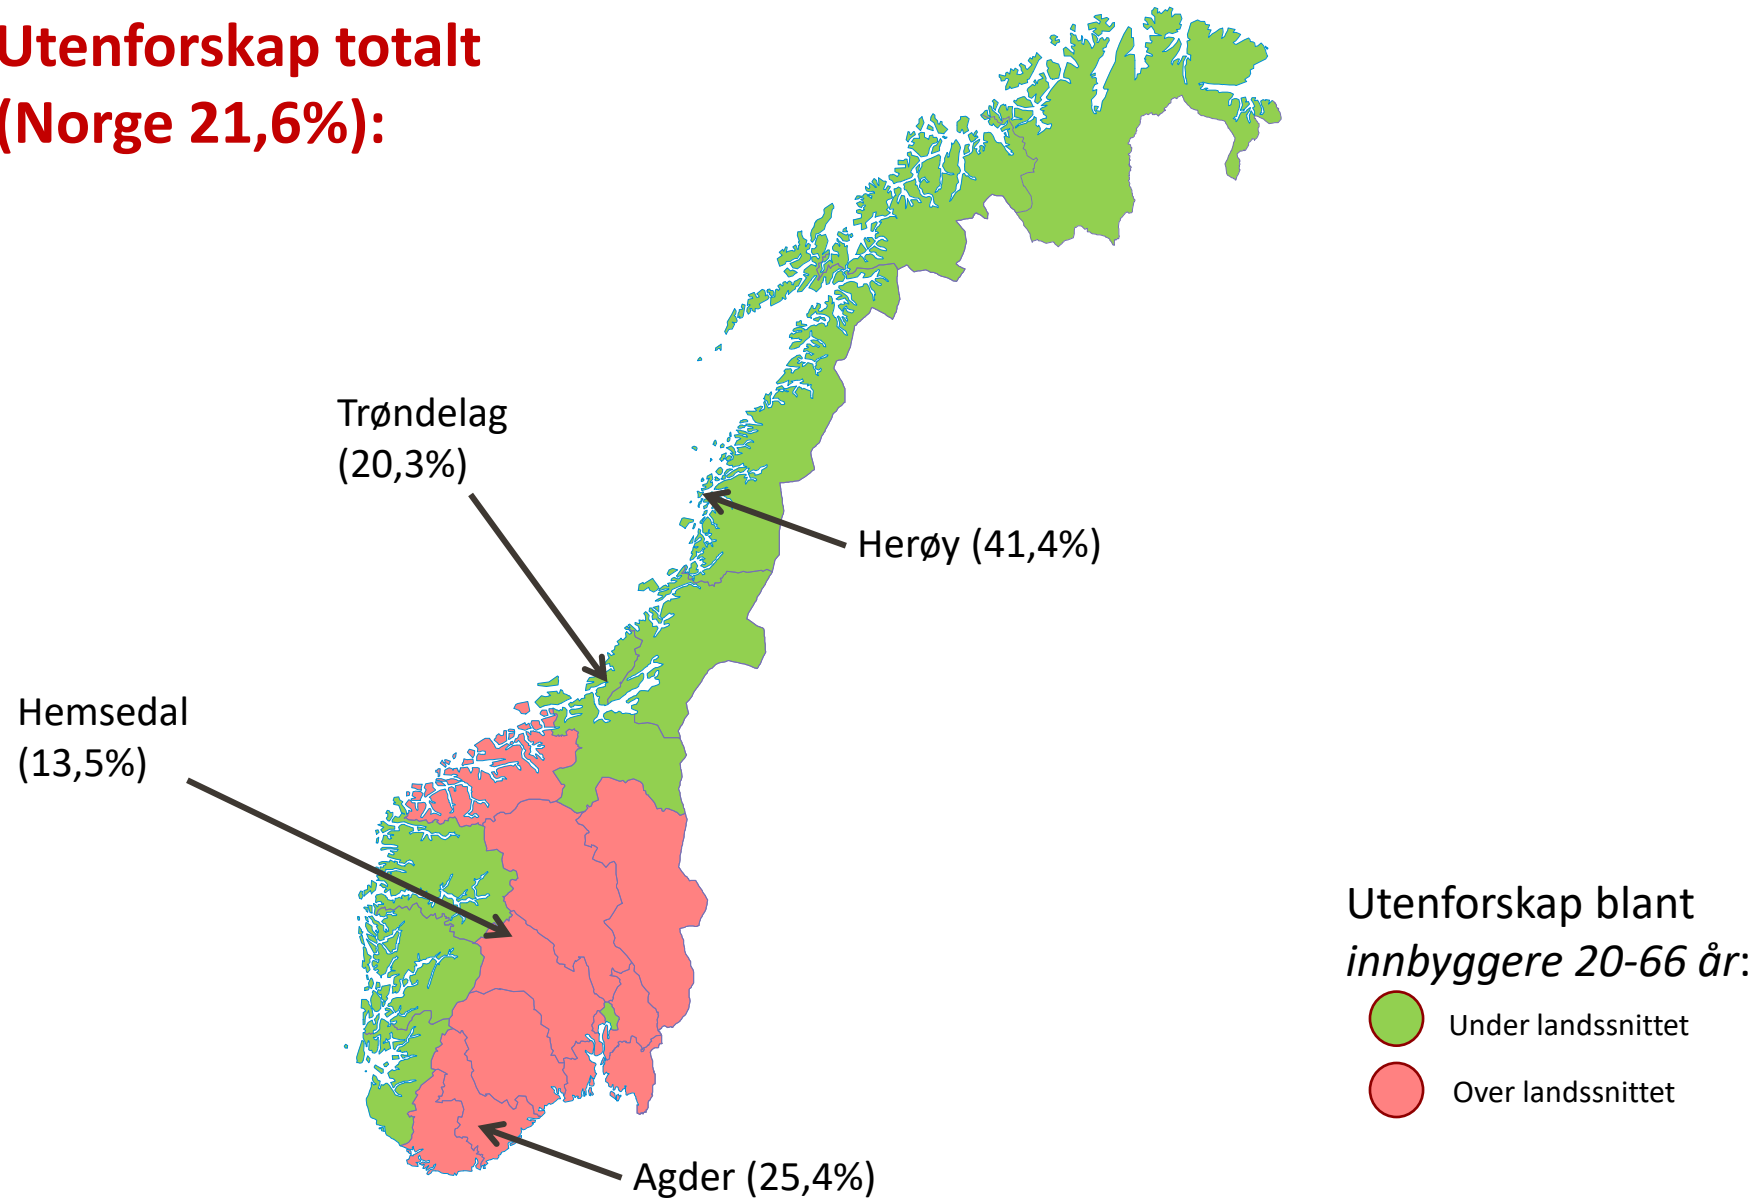 Utenforskap totalt
(Norge 21,6%):
Trøndelag
(20,3%)
Herøy (41,4%)
Hemsedal
(13,5%)
Agder (25,4%)
Utenforskap blant
innbyggere 20-66 år:
Under landssnittet
Over landssnittet